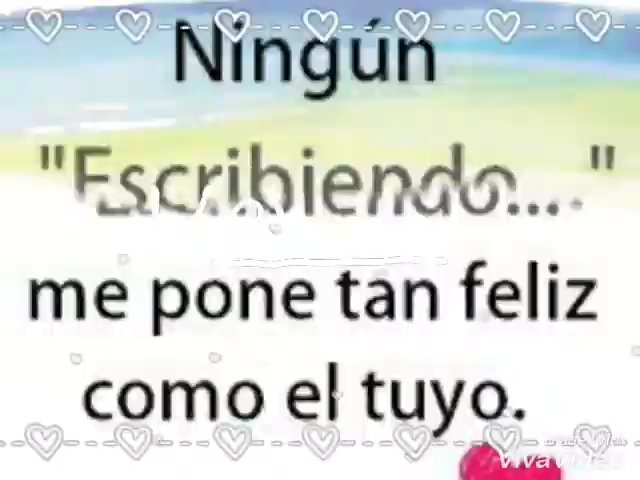 Ningún
"Escribiendo...."
me pone tan feliz
como el tuyo.